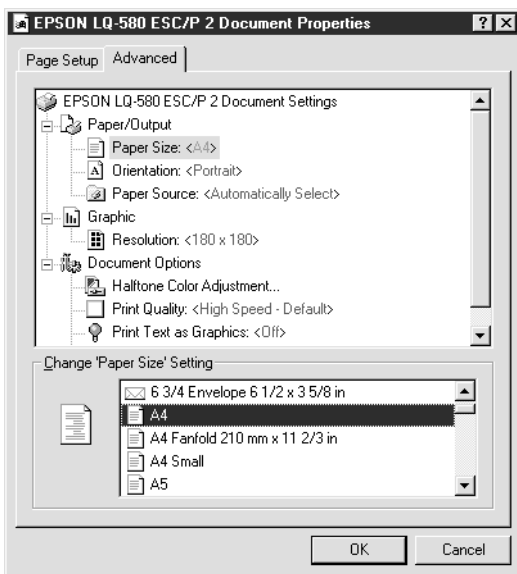 EPSON LQ-580 ESC/P 2 Document Properties
Page Setup
Advanced
EPSON LQ-580 ESC/P 2 Document Settings
Paper/Output
Paper Size: <A4>
Orientation: <Portrait>
Paper Source: <Automatically Select>
Graphic
Resolution: <180 x 180>
Document Options
Halftone Color Adjustment...
Print Quality: <High Speed - Default>
Print Text as Graphics: <Off>
Change 'Paper Size' Setting
6 3/4 Envelope 6 1/2 x 3 5/8 in
A4
A4 Fanfold 210 mm x 11 2/3 in
A4 Small
A5
OK
Cancel